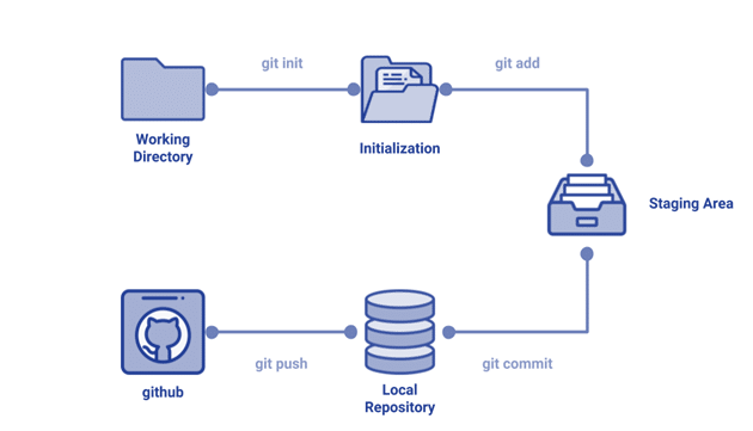 git init
git add
Working
Directory
Initialization
Staging Area
git push
git commit
github
Local
Repository